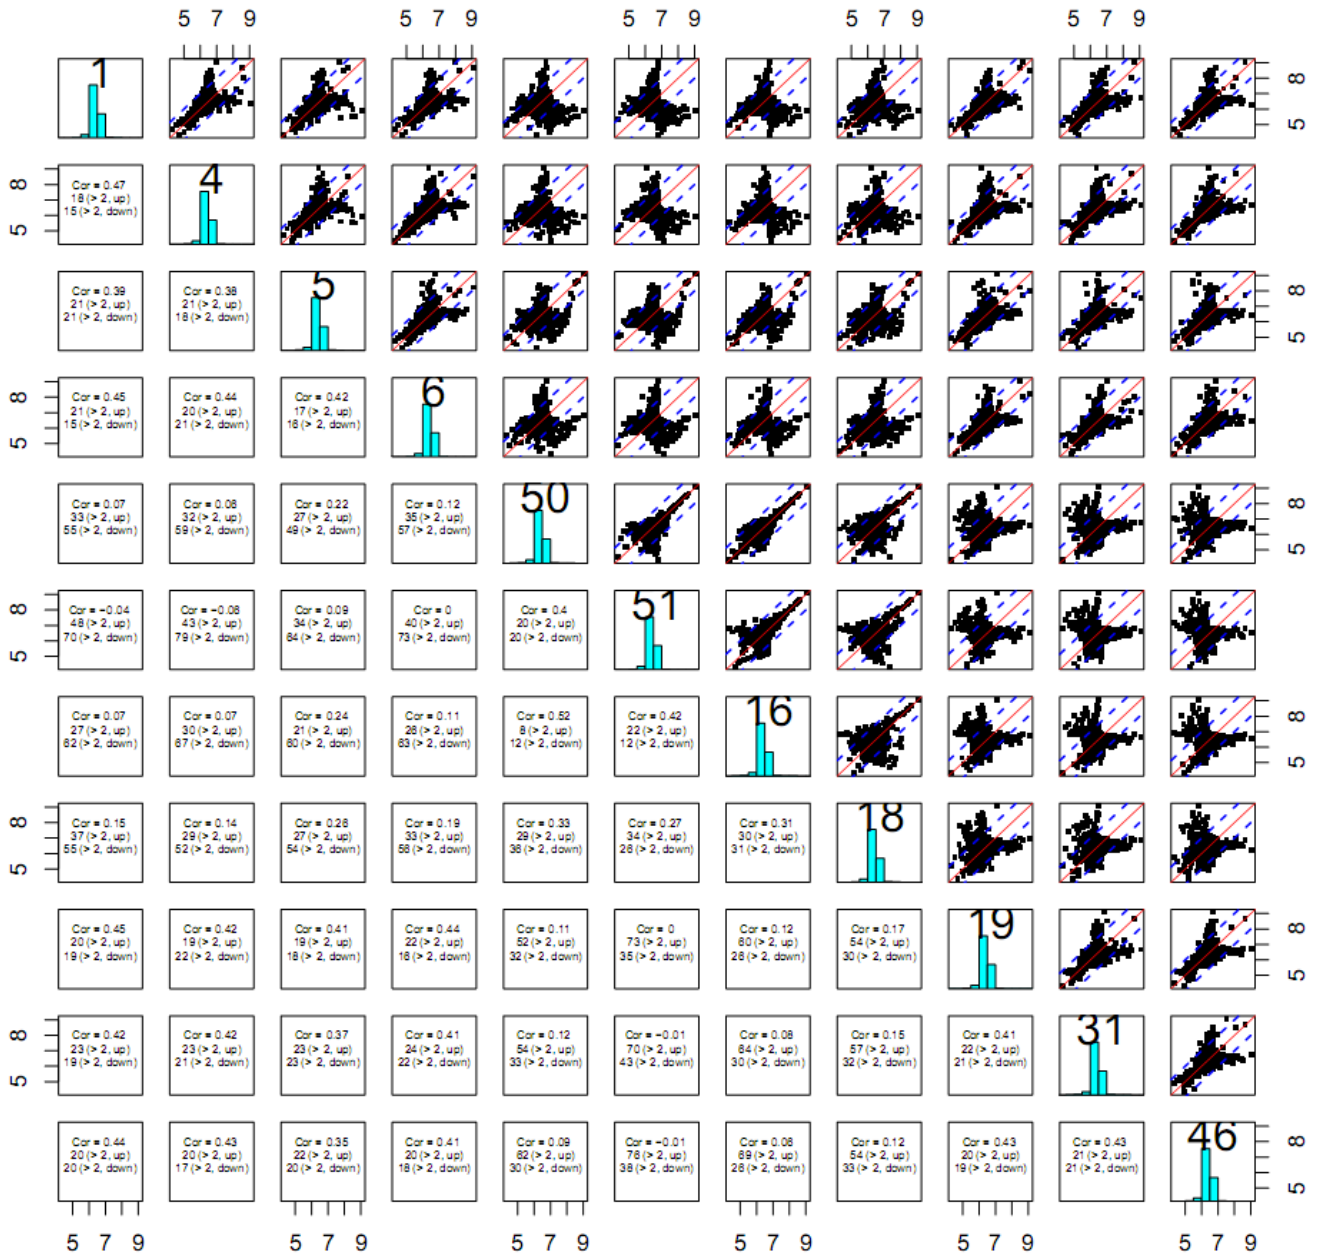 5 7 9 5 7 9 5 7 9 5 7 9 5 7 9
1
8
5
8
5
Cor = 0.47
18 (> 2, up)
15 (> 2, down)
4
Cor = 0.39
21 (> 2, up)
21 (> 2, down)
Cor = 0.38
21 (> 2, up)
18 (> 2, down)
5
8
5
8
5
Cor = 0.45
21 (> 2, up)
15 (> 2, down)
Cor = 0.44
20 (> 2, up)
21 (> 2, down)
Cor = 0.42
17 (> 2, up)
16 (> 2, down)
6
Cor = 0.07
33 (> 2, up)
55 (> 2, down)
Cor = 0.06
32 (> 2, up)
59 (> 2, down)
Cor = 0.22
27 (> 2, up)
49 (> 2, down)
Cor = 0.12
35 (> 2, up)
57 (> 2, down)
50
8
5
8
5
Cor = −0.04
48 (> 2, up)
70 (> 2, down)
Cor = −0.06
43 (> 2, up)
79 (> 2, down)
Cor = 0.09
34 (> 2, up)
64 (> 2, down)
Cor = 0
40 (> 2, up)
73 (> 2, down)
Cor = 0.4
20 (> 2, up)
20 (> 2, down)
51
Cor = 0.07
27 (> 2, up)
62 (> 2, down)
Cor = 0.07
30 (> 2, up)
67 (> 2, down)
Cor = 0.24
21 (> 2, up)
60 (> 2, down)
Cor = 0.11
26 (> 2, up)
63 (> 2, down)
Cor = 0.52
8 (> 2, up)
12 (> 2, down)
Cor = 0.42
22 (> 2, up)
12 (> 2, down)
16
8
5
8
5
Cor = 0.15
37 (> 2, up)
55 (> 2, down)
Cor = 0.14
29 (> 2, up)
52 (> 2, down)
Cor = 0.26
27 (> 2, up)
54 (> 2, down)
Cor = 0.19
33 (> 2, up)
56 (> 2, down)
Cor = 0.33
29 (> 2, up)
36 (> 2, down)
Cor = 0.27
34 (> 2, up)
26 (> 2, down)
Cor = 0.31
30 (> 2, up)
31 (> 2, down)
18
Cor = 0.45
20 (> 2, up)
19 (> 2, down)
Cor = 0.42
19 (> 2, up)
22 (> 2, down)
Cor = 0.41
19 (> 2, up)
18 (> 2, down)
Cor = 0.44
22 (> 2, up)
16 (> 2, down)
Cor = 0.11
52 (> 2, up)
32 (> 2, down)
Cor = 0
73 (> 2, up)
35 (> 2, down)
Cor = 0.12
60 (> 2, up)
26 (> 2, down)
Cor = 0.17
54 (> 2, up)
30 (> 2, down)
19
8
5
8
5
Cor = 0.42
23 (> 2, up)
19 (> 2, down)
Cor = 0.42
23 (> 2, up)
21 (> 2, down)
Cor = 0.37
23 (> 2, up)
23 (> 2, down)
Cor = 0.41
24 (> 2, up)
22 (> 2, down)
Cor = 0.12
54 (> 2, up)
33 (> 2, down)
Cor = −0.01
70 (> 2, up)
43 (> 2, down)
Cor = 0.08
64 (> 2, up)
30 (> 2, down)
Cor = 0.15
57 (> 2, up)
32 (> 2, down)
Cor = 0.41
22 (> 2, up)
21 (> 2, down)
31
Cor = 0.44
20 (> 2, up)
20 (> 2, down)
Cor = 0.43
20 (> 2, up)
17 (> 2, down)
Cor = 0.35
22 (> 2, up)
20 (> 2, down)
Cor = 0.41
20 (> 2, up)
18 (> 2, down)
Cor = 0.09
62 (> 2, up)
30 (> 2, down)
Cor = −0.01
76 (> 2, up)
38 (> 2, down)
Cor = 0.06
69 (> 2, up)
26 (> 2, down)
Cor = 0.12
54 (> 2, up)
33 (> 2, down)
Cor = 0.43
20 (> 2, up)
19 (> 2, down)
Cor = 0.43
21 (> 2, up)
21 (> 2, down)
46
8
5
5 7 9 5 7 9 5 7 9 5 7 9 5 7 9 5 7 9